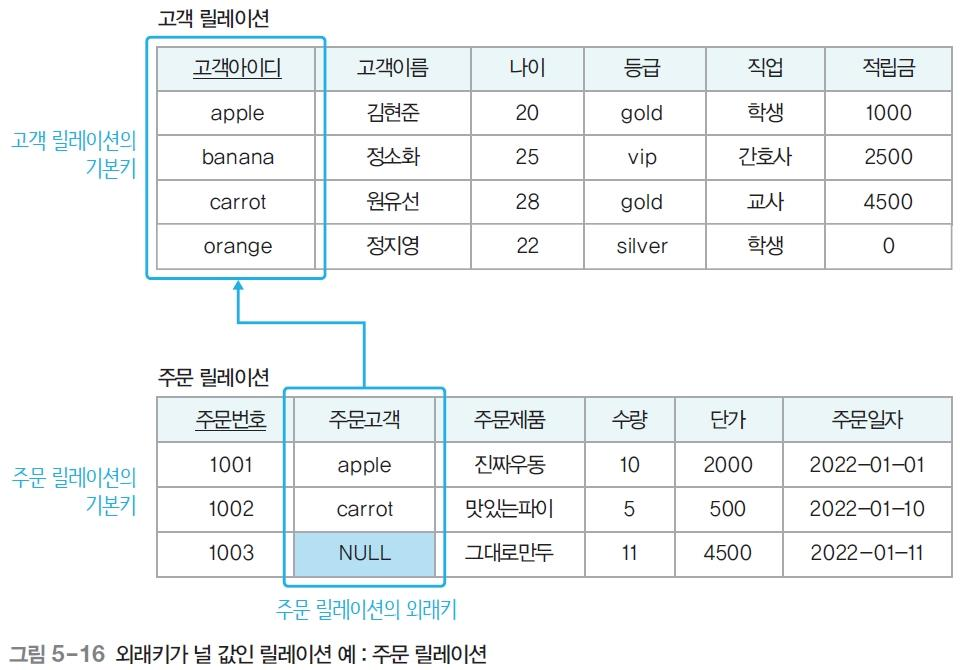 고객 릴레이션
고객아이디 고객이름 나이 등급 직업 적립금
apple 김현준 20 gold 학생 1000
고객 릴레이션의
기본키
banana 정소화 25 vip 간호사 2500
carrot 원유선 28 gold 교사 4500
orange 정지영 22 silver 학생 0
주문 릴레이션
주문번호 주문고객 주문제품 수량 단가 주문일자
1001 apple 진짜우동 10 2000 2022-01-01
주문 릴레이션의
기본키
1002 carrot 맛있는파이 5 500 2022-01-10
1003 NULL 그대로만두 11 4500 2022-01-11
주문 릴레이션의 외래키
그림 5-16 외래키가 널 값인 릴레이션 예 : 주문 릴레이션